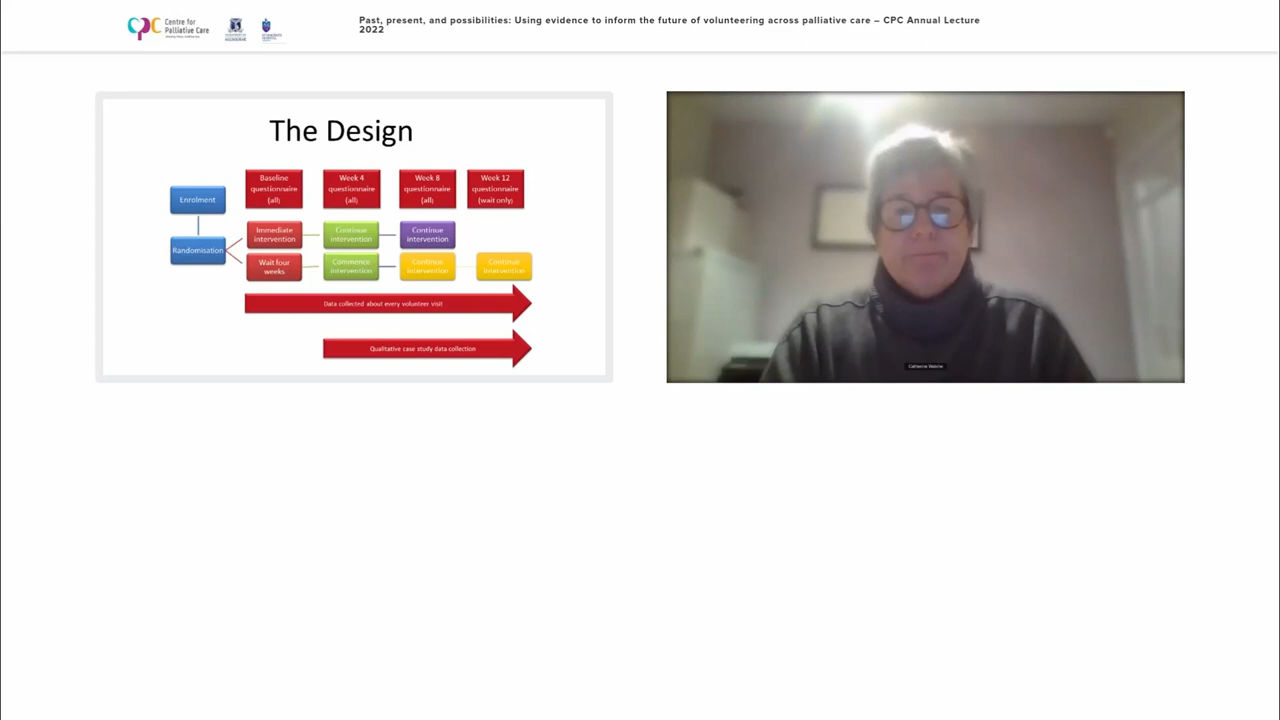 Centre for
Palliative Care
Past, present, and possibilities: Using evidence to inform the future of volunteering across palliative care – CPC Annual Lecture
2022
The Design
Enrolment
Randomisation
Baseline
questionnaire
(all)
Week 4
questionnaire
(all)
Week 8
questionnaire
(all)
Week 12
questionnaire
(wait only)
Immediate
intervention
Continue
intervention
Continue
intervention
Wait four
weeks
Commence
intervention
Continue
intervention
Continue
intervention
Data collected about every volunteer visit
Qualitative case study data collection
Catherine Walshe